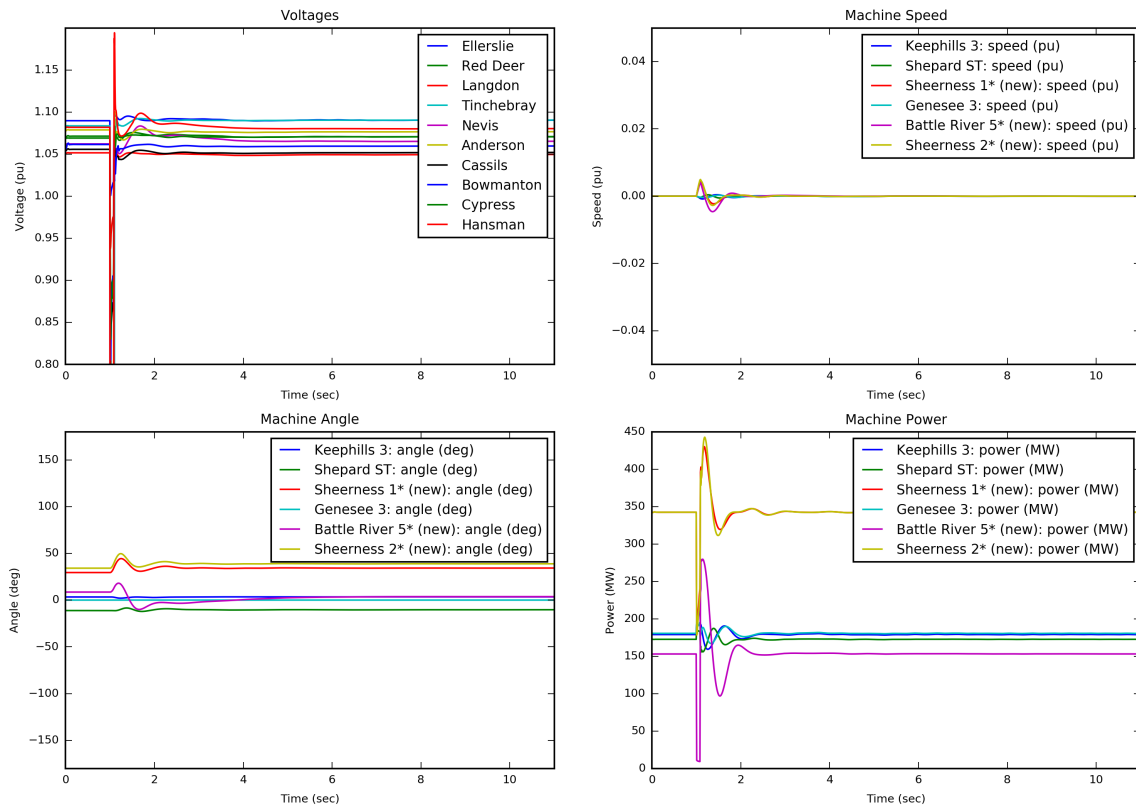 Voltages
1.15
1.10
1.05
1.00
0.95
0.90
0.85
0.80
Voltage (pu)
0 2 4 6 8 10
Time (sec)
Ellerslie
Red Deer
Langdon
Tinchebray
Nevis
Anderson
Cassils
Bowmanton
Cypress
Hansman
Machine Speed
0.04
0.02
0.00
−0.02
−0.04
Speed (pu)
0 2 4 6 8 10
Time (sec)
Keephills 3: speed (pu)
Shepard ST: speed (pu)
Sheerness 1* (new): speed (pu)
Genesee 3: speed (pu)
Battle River 5* (new): speed (pu)
Sheerness 2* (new): speed (pu)
Machine Angle
150
100
50
0
−50
−100
−150
Angle (deg)
0 2 4 6 8 10
Time (sec)
Keephills 3: angle (deg)
Shepard ST: angle (deg)
Sheerness 1* (new): angle (deg)
Genesee 3: angle (deg)
Battle River 5* (new): angle (deg)
Sheerness 2* (new): angle (deg)
Machine Power
450
400
350
300
250
200
150
100
50
0
Power (MW)
0 2 4 6 8 10
Time (sec)
Keephills 3: power (MW)
Shepard ST: power (MW)
Sheerness 1* (new): power (MW)
Genesee 3: power (MW)
Battle River 5* (new): power (MW)
Sheerness 2* (new): power (MW)